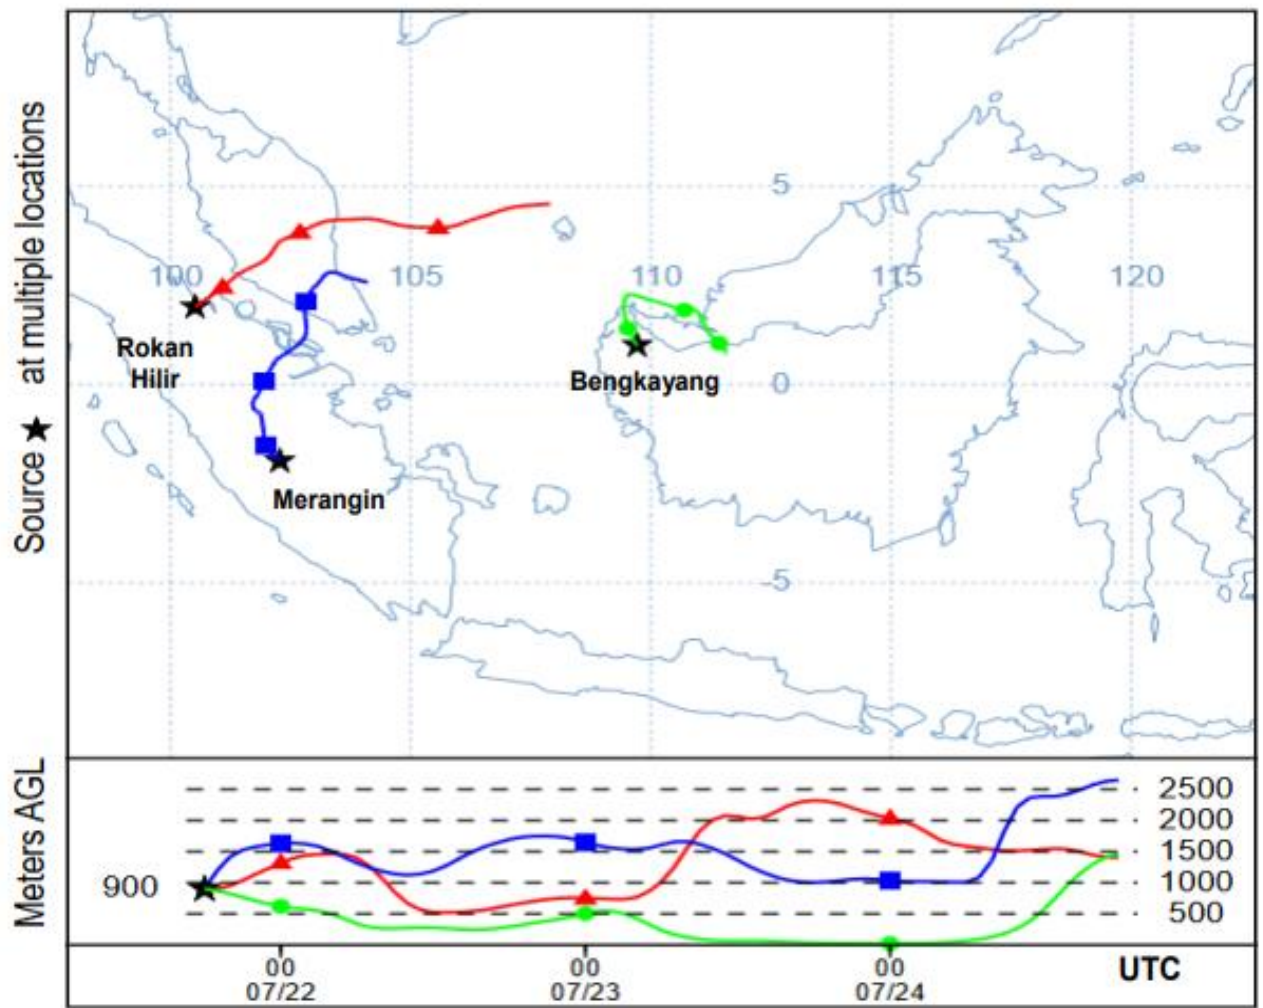 Source ★ at multiple locations
5
100
105
110
115
120
Rokan
Hilir
Bengkayang
0
Merangin
-5
Meters AGL
2500
2000
1500
900
1000
500
00
00
00
UTC
07/22
07/23
07/24